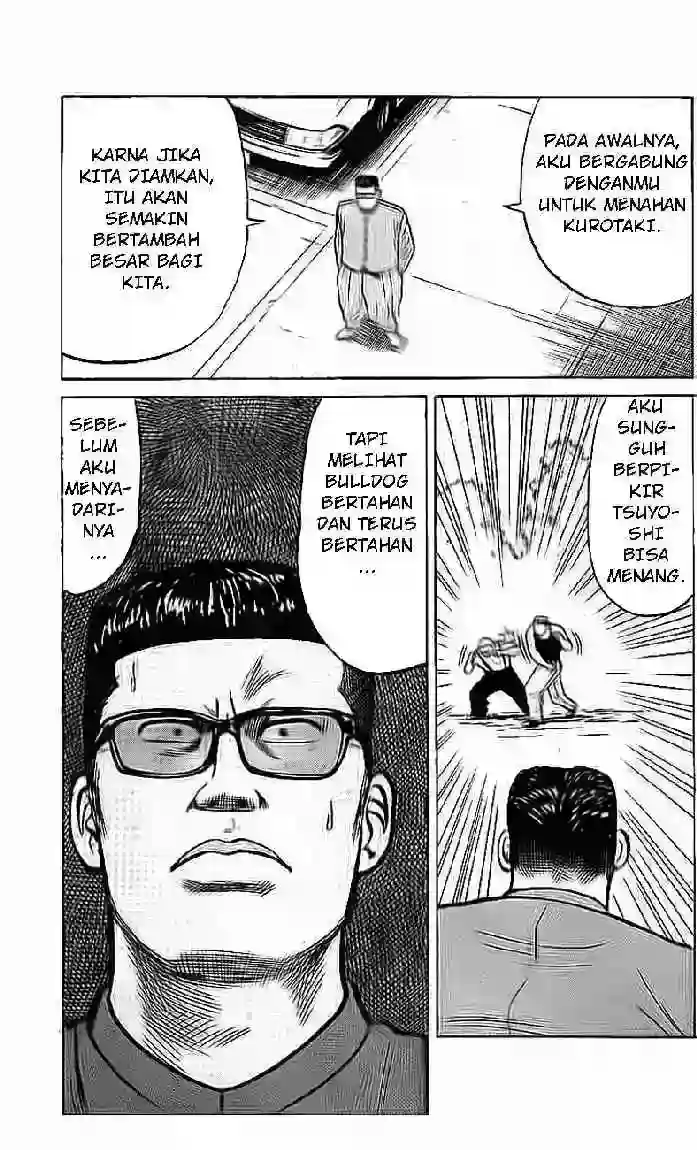 PADA AWALNYA,
AKU BERGABUNG
DENGANMU
UNTUK MENAHAN
KUROTAKI.
KARNA JIKA
KITA DIAMKAN,
ITU AKAN
SEMAKIN
BERTAMBAH
BESAR BAGI
KITA.
AKU
SUNG-
GUH
BERPI-
KIR
TSUYO-
SHI
BISA
MENANG.
TAPI
MELIHAT
BULLDOG
BERTAHAN
DAN TERUS
BERTAHAN
...
SEBE-
LUM
AKU
MENYA-
DARI-
NYA
...